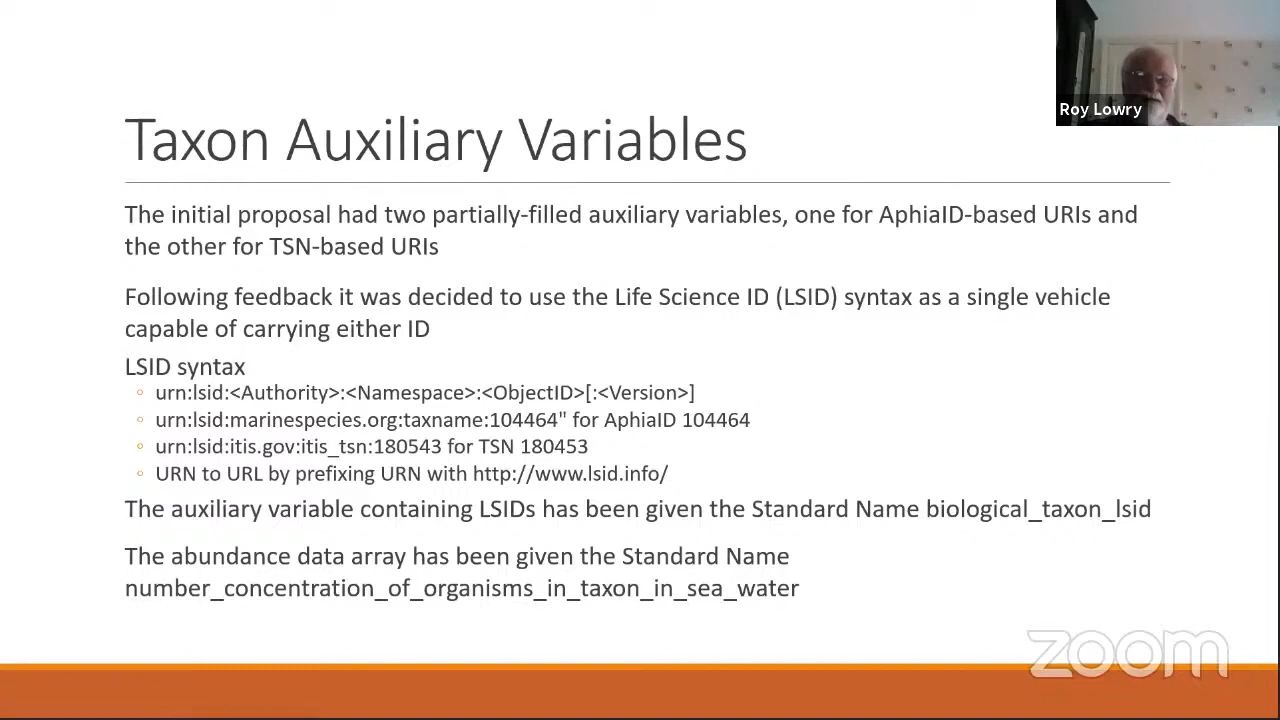 Roy Lowry
Taxon Auxiliary Variables
The initial proposal had two partially-filled auxiliary variables, one for AphiaID-based URIs and
the other for TSN-based URIs
Following feedback it was decided to use the Life Science ID (LSID) syntax as a single vehicle
capable of carrying either ID
LSID syntax
◦ urn:lsid:<Authority>:<Namespace>:<ObjectID>[:<Version>]
◦ urn:lsid:marinespecies.org:taxname:104464" for AphiaID 104464
◦ urn:lsid:itis.gov:itis_tsn:180543 for TSN 180453
◦ URN to URL by prefixing URN with http://www.lsid.info/
The auxiliary variable containing LSIDs has been given the Standard Name biological_taxon_lsid
The abundance data array has been given the Standard Name
number_concentration_of_organisms_in_taxon_in_sea_water
zoom